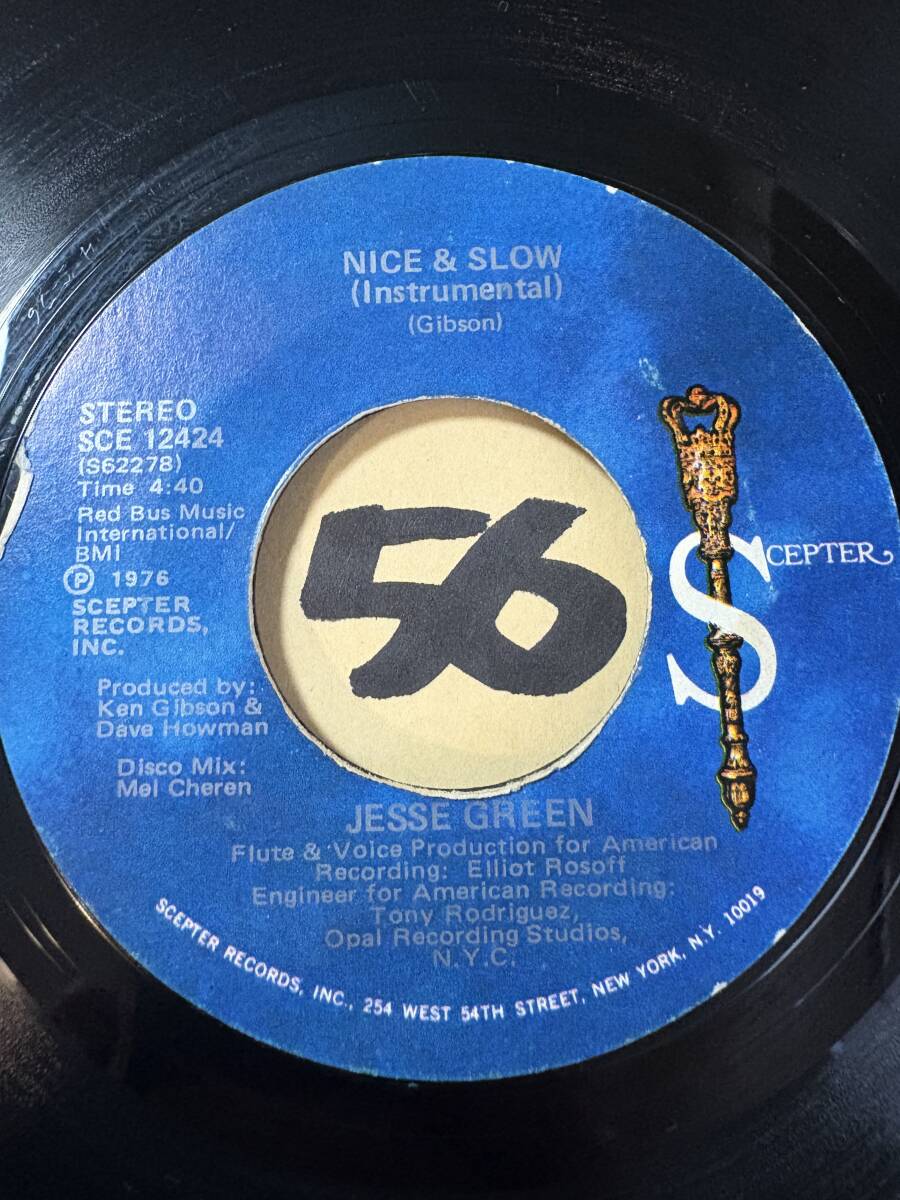 NICE & SLOW
(Instrumental)
(Gibson)
STEREO
SCE 12424
(S62278)
Time 4:40
Red Bus Music
International/
BMI
Ⓟ 1976
SCEPTER
RECORDS,
INC.
Produced by:
Ken Gibson &
Dave Howman
Disco Mix:
Mel Cheren
56
SCEPTER
JESSE GREEN
Flute & Voice Production for American
Recording: Elliot Rosoff
Engineer for American Recording:
Tony Rodriguez,
Opal Recording Studios,
N.Y.C.
SCEPTER RECORDS, INC., 254 WEST 54TH STREET, NEW YORK, N.Y. 10019